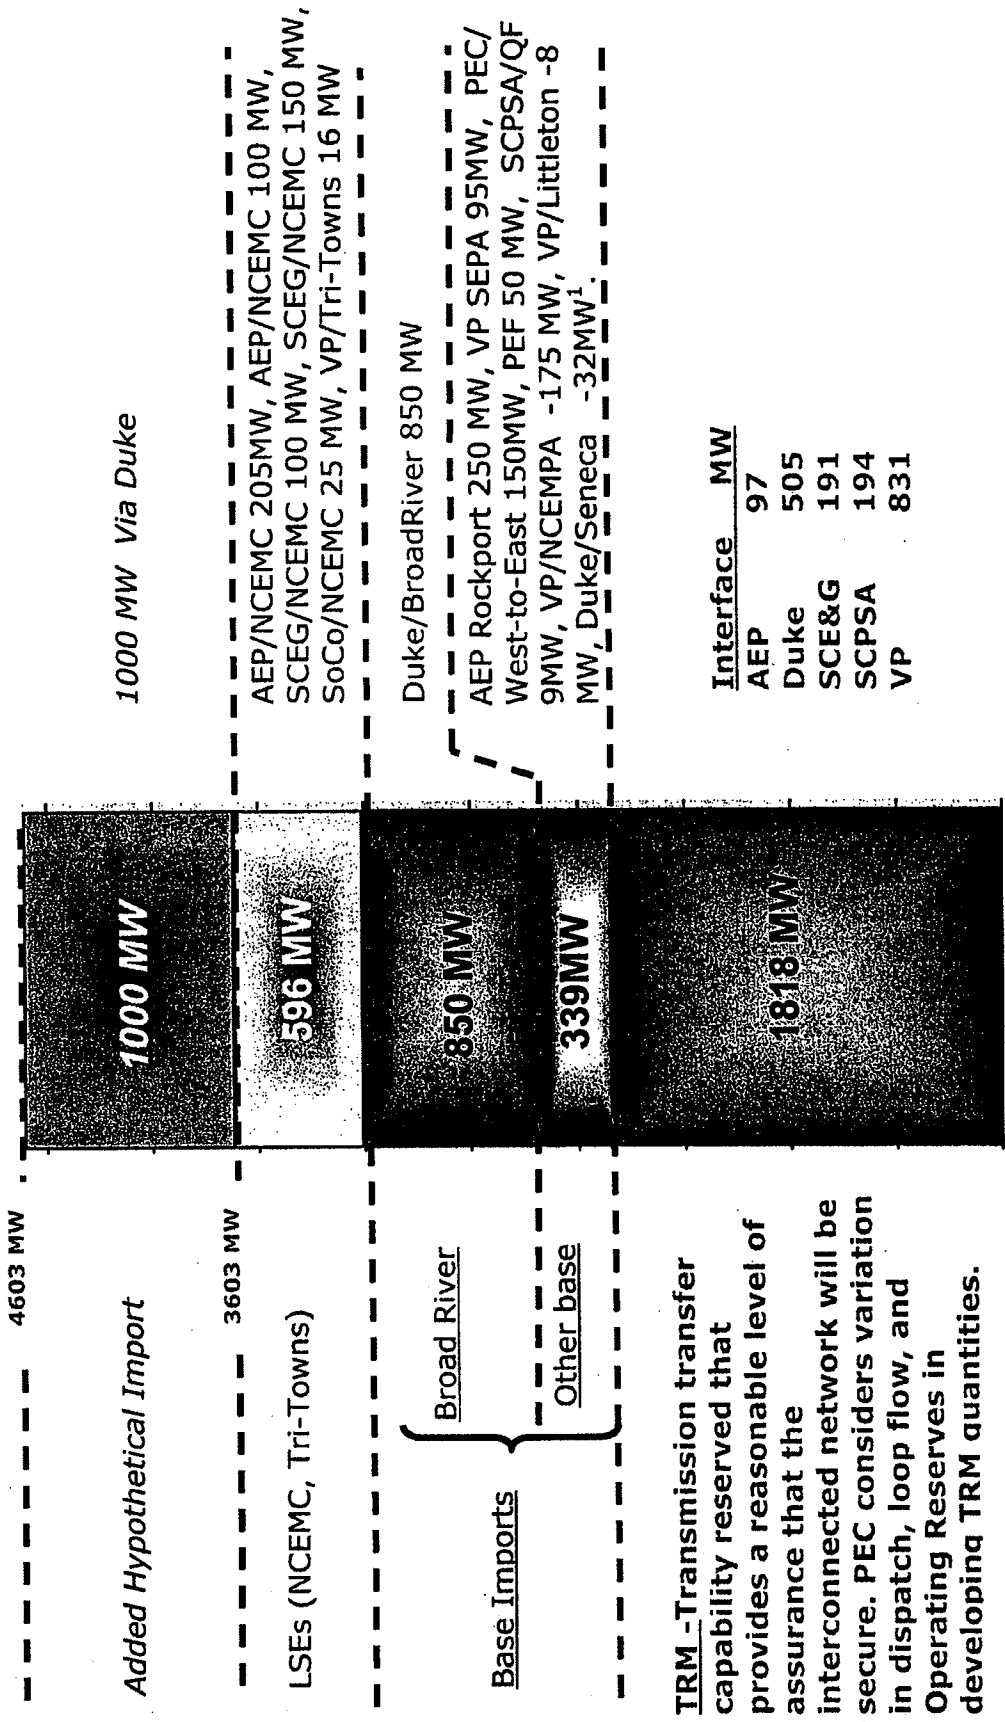 4603 MW
Added Hypothetical Import
1000 MW
1000 MW Via Duke
3603 MW
LSEs (NCEMC, Tri-Towns)
596 MW
AEP/NCEMC 205MW, AEP/NCEMC 100 MW,
SCEG/NCEMC 100 MW, SCEG/NCEMC 150 MW,
SoCo/NCEMC 25 MW, VP/Tri-Towns 16 MW
Base Imports
Broad River
850 MW
Duke/BroadRiver 850 MW
Other base
339MW
AEP Rockport 250 MW, VP SEPA 95MW, PEC/
West-to-East 150MW, PEF 50 MW, SCPSA/QF
9MW, VP/NCEMPA -175 MW, VP/Littleton -8
MW, Duke/Seneca -32MW¹.
TRM -Transmission transfer
capability reserved that
provides a reasonable level of
assurance that the
interconnected network will be
secure. PEC considers variation
in dispatch, loop flow, and
Operating Reserves in
developing TRM quantities.
1818 MW
Interface MW
AEP 97
Duke 505
SCE&G 191
SCPSA 194
VP 831